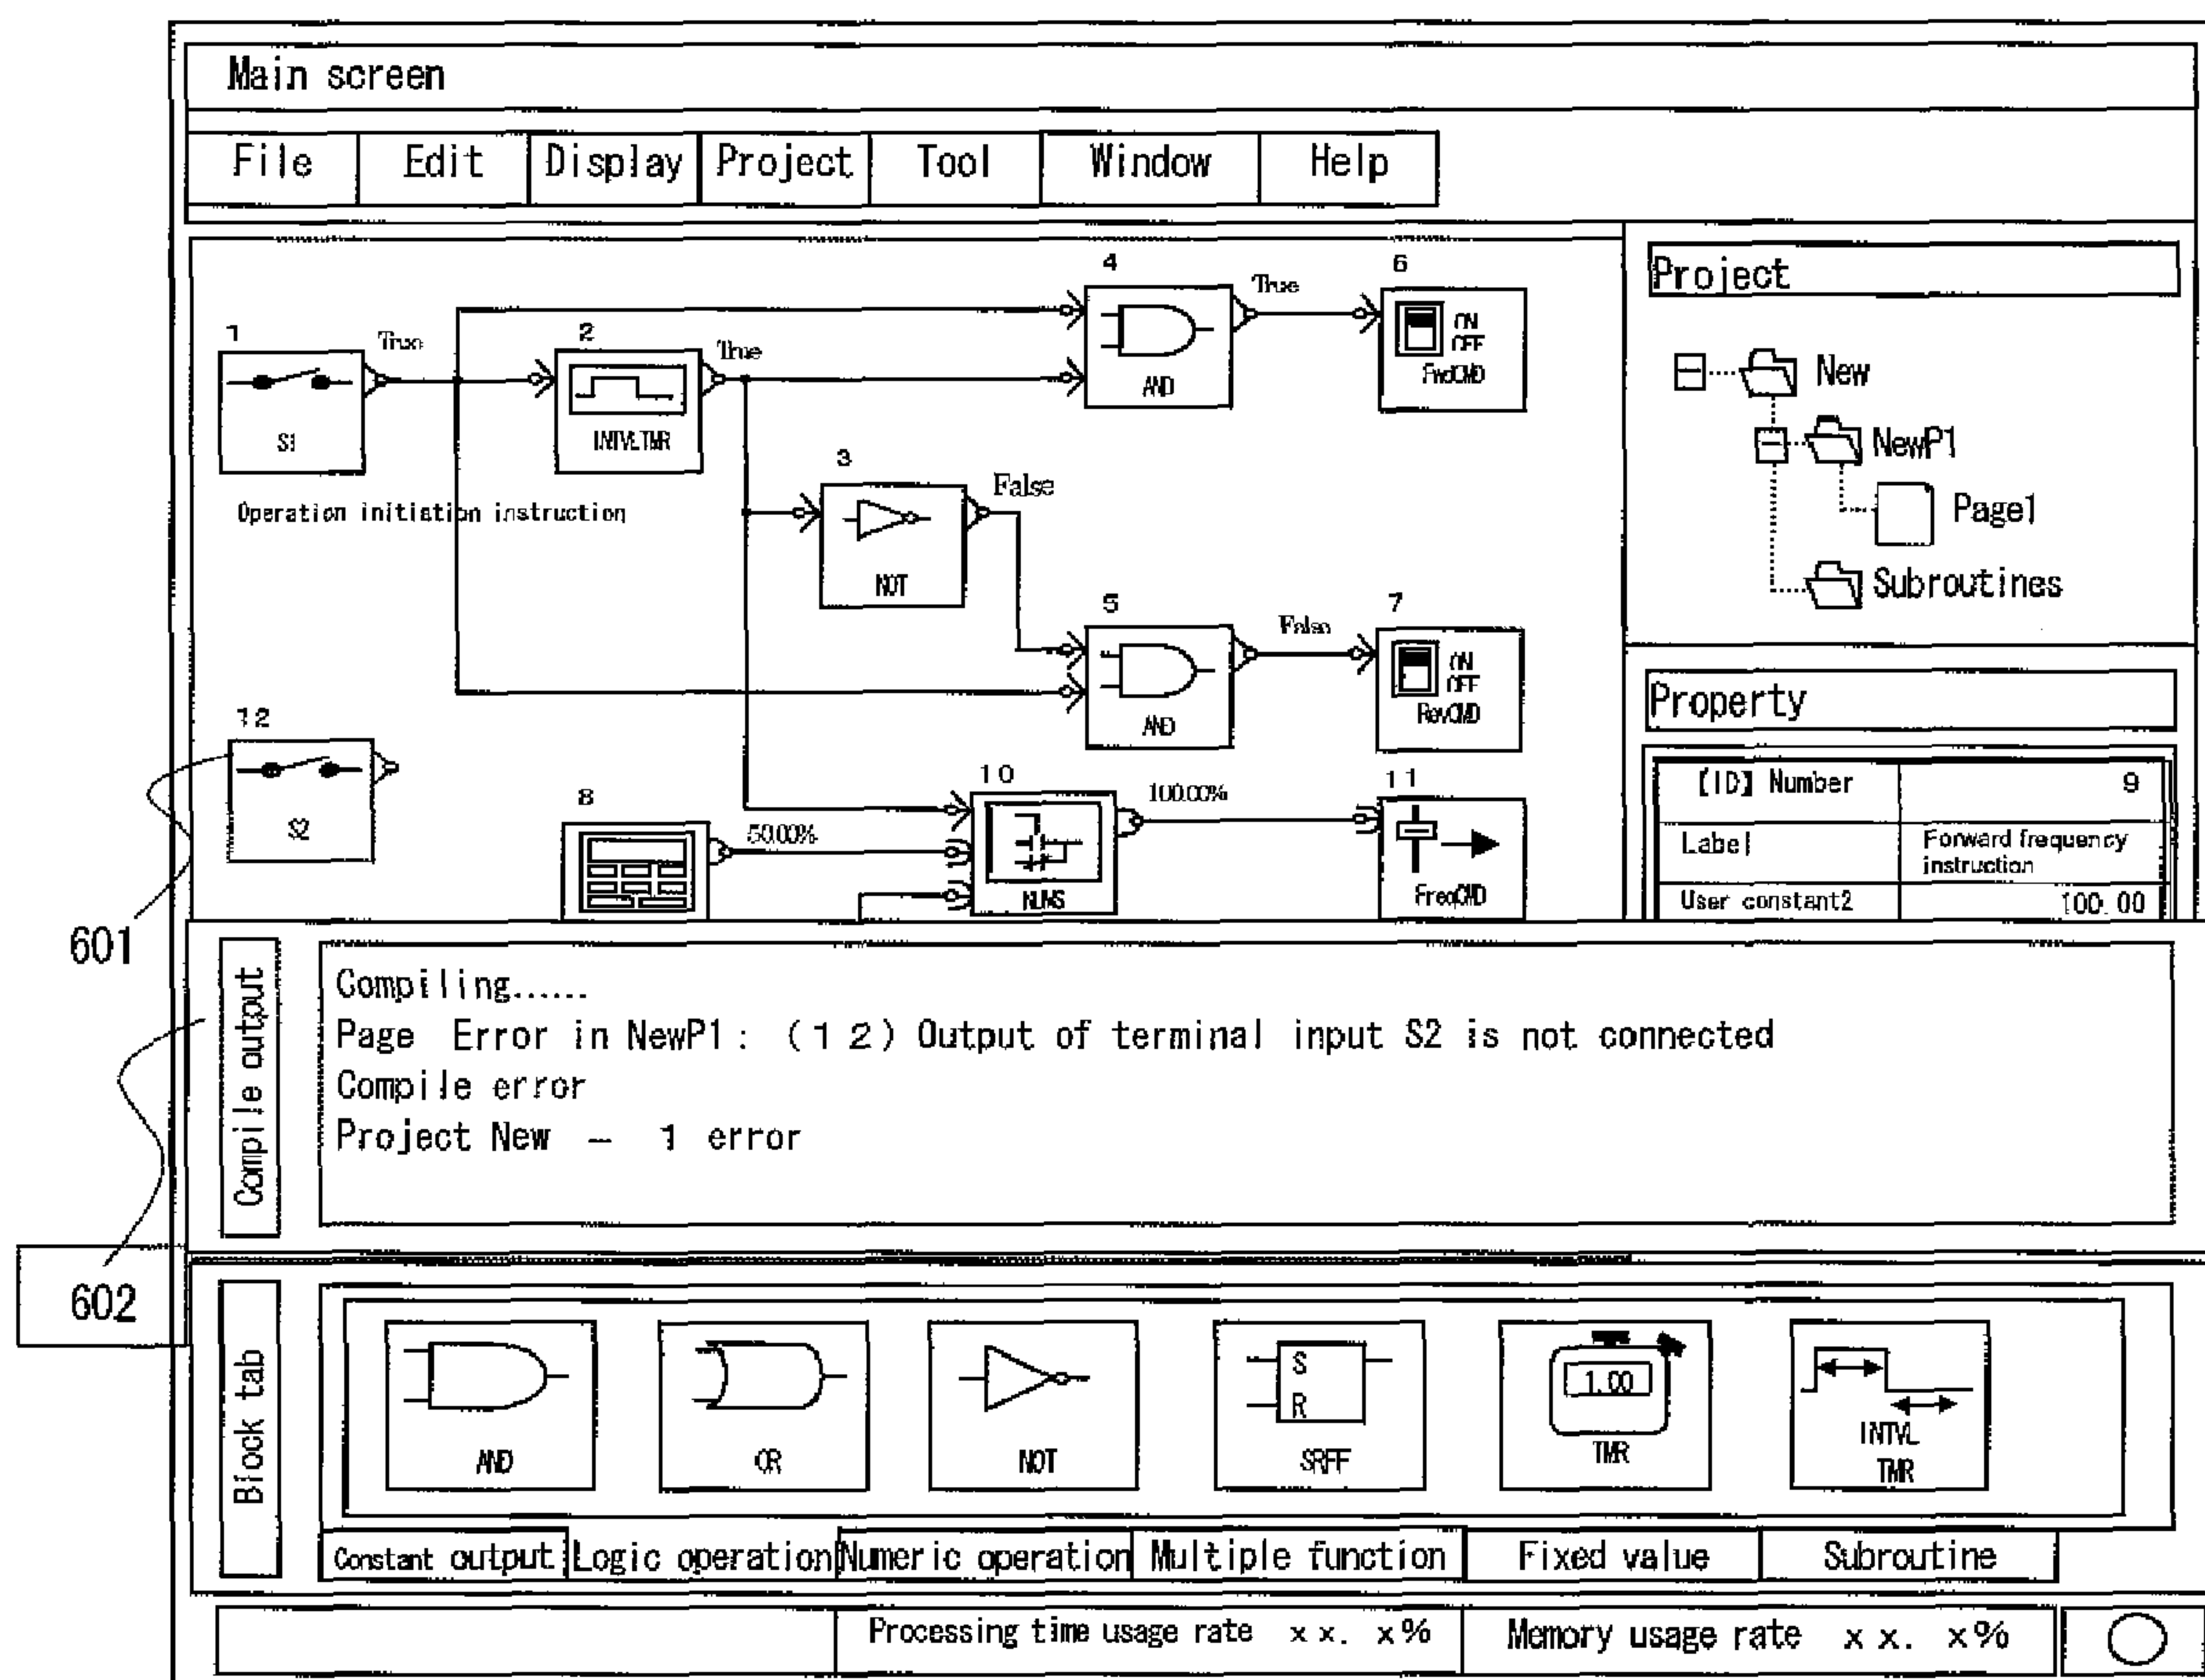 Main screen
File Edit Display Project Tool Window Help
1
True
S1
Operation initiation instruction
2
True
INTVLTMR
3
False
NOT
4
True
AND
6
ON
OFF
FwdCMD
5
False
AND
7
ON
OFF
RevCMD
12
S2
8
50.00%
10
100.00%
NUMS
11
FreqCMD
Project
New
NewP1
Page1
Subroutines
Property
【ID】 Number 9
Label Forward frequency
instruction
User constant2 100.00
601
Compile output
Compiling......
Page Error in NewP1: (12) Output of terminal input S2 is not connected
Compile error
Project New - 1 error
602
Block tab
AND
OR
NOT
S
R
SRFF
1.00
TMR
INTVL
TMR
Constant output Logic operation Numeric operation Multiple function Fixed value Subroutine
Processing time usage rate xx. x% Memory usage rate xx. x%